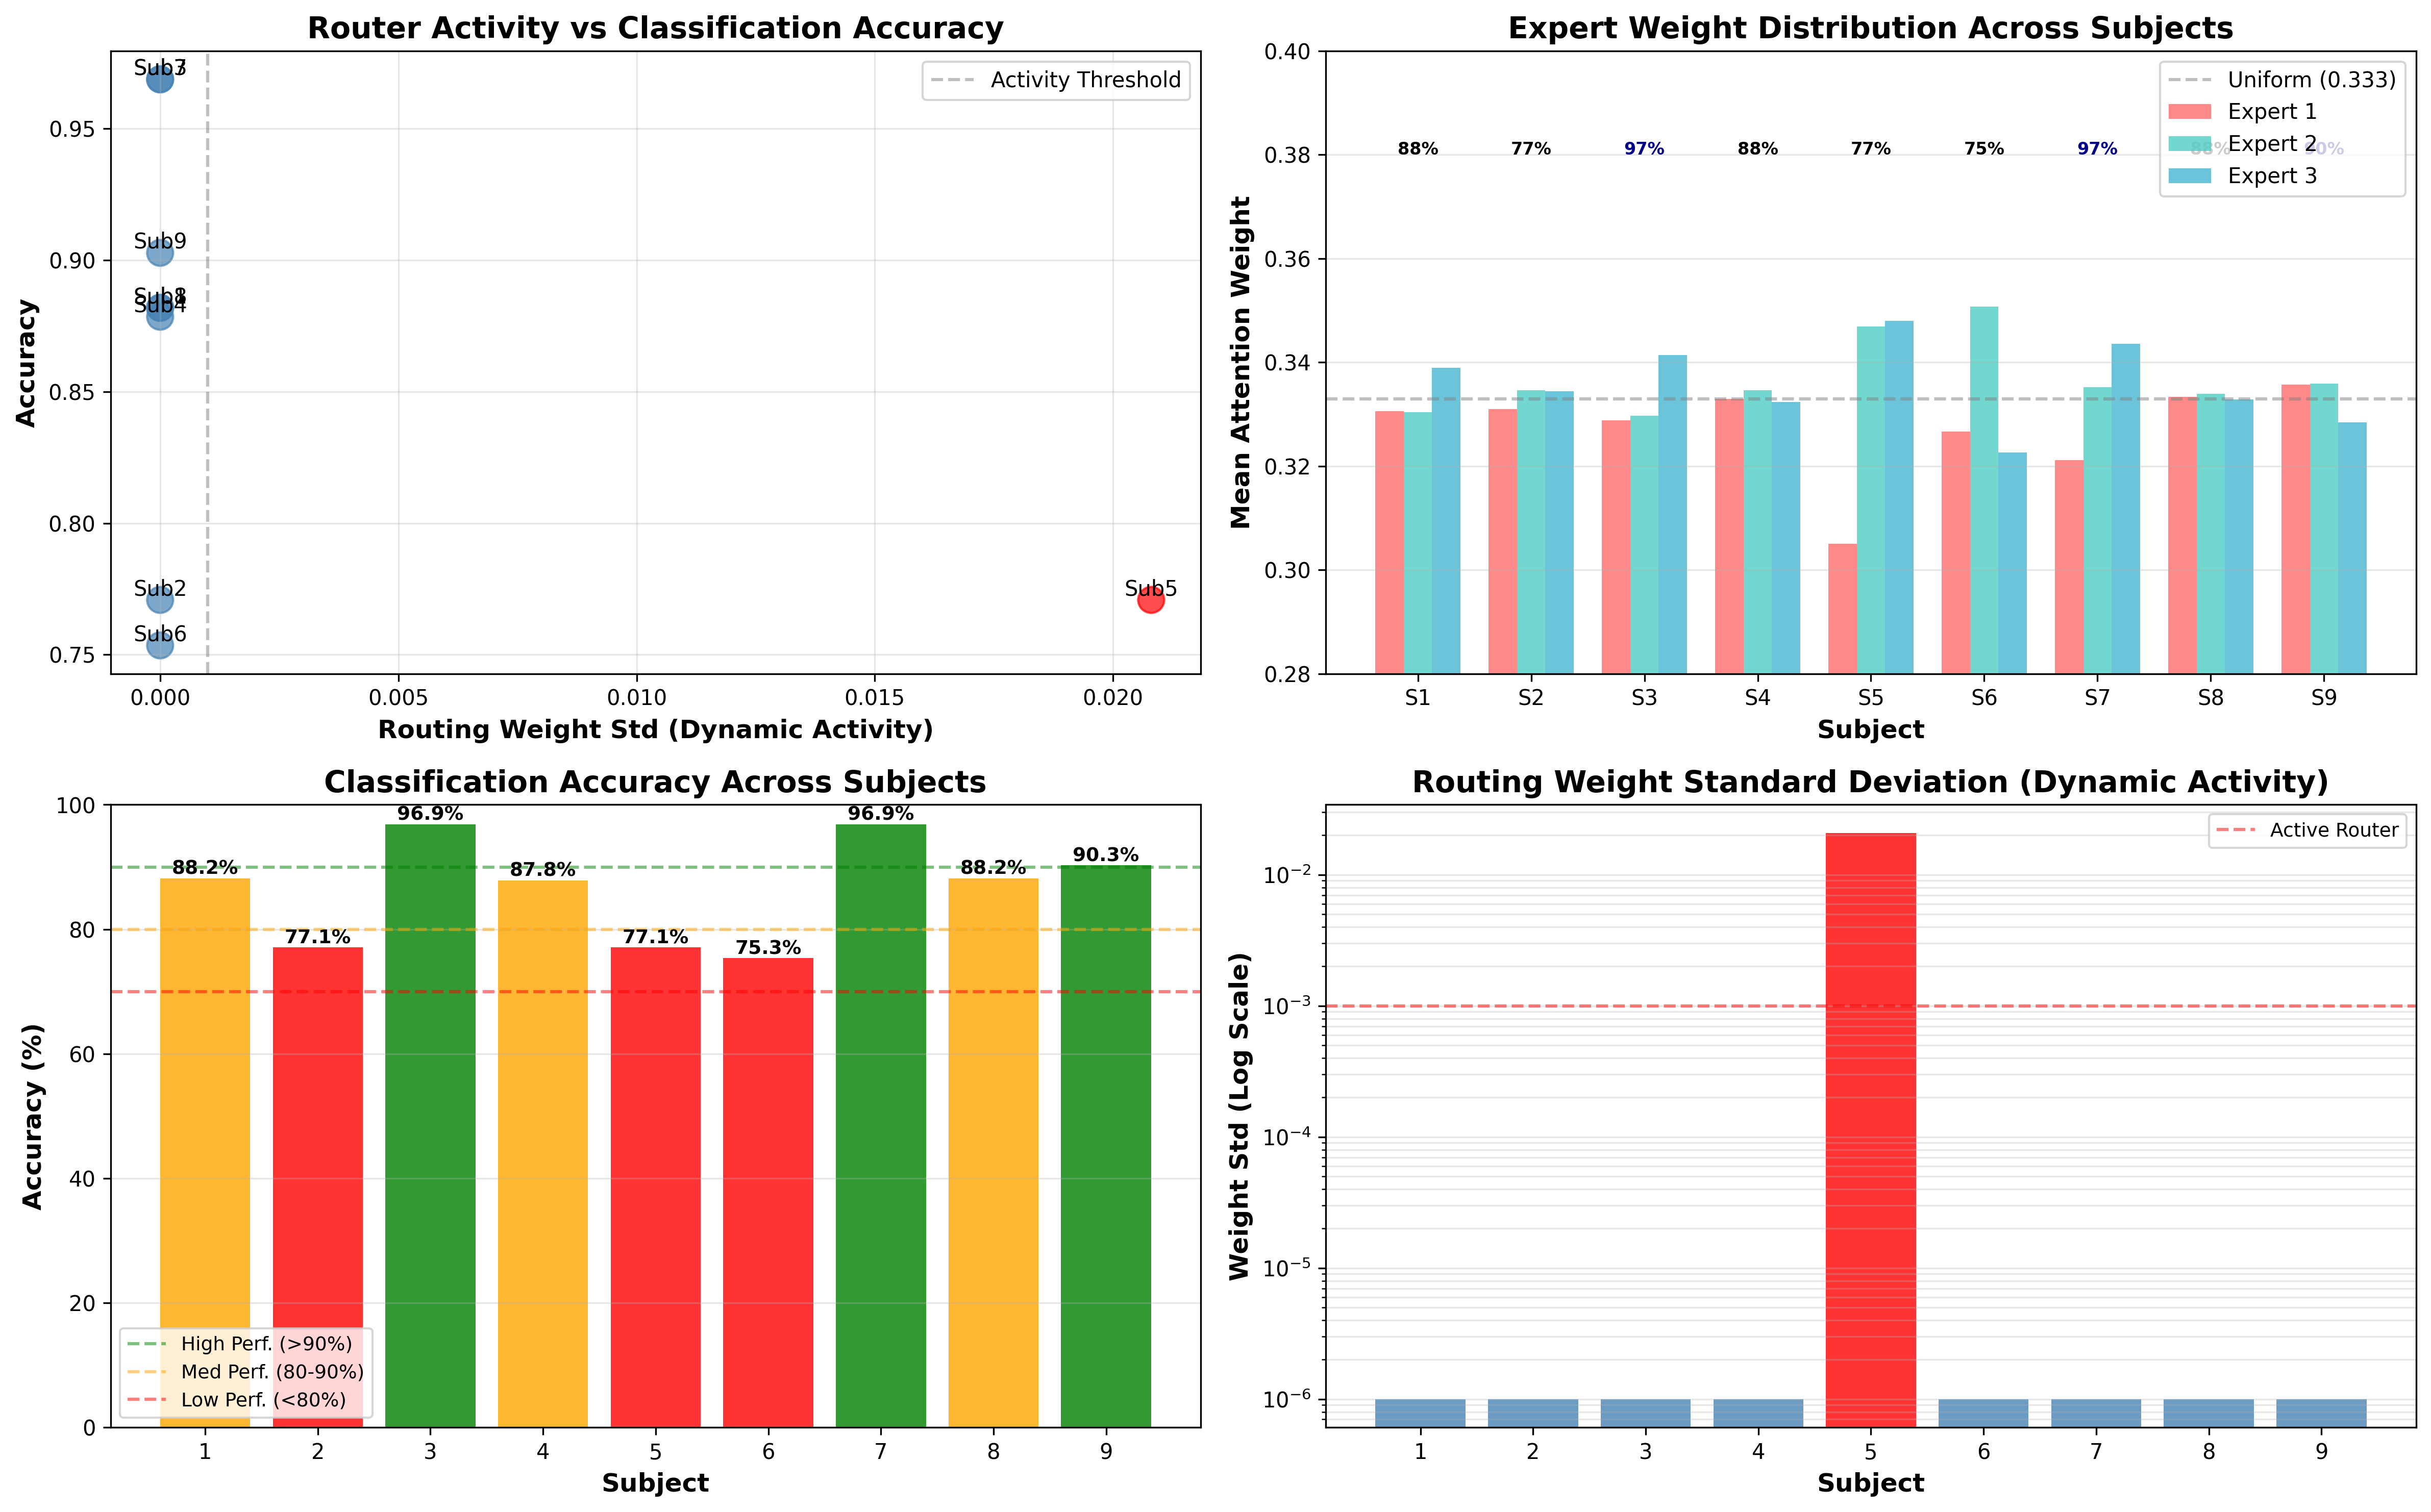 Router Activity vs Classification Accuracy
Activity Threshold
Sub7
Sub9
Sub4
Sub2
Sub6
Sub5
0.95
0.90
0.85
0.80
0.75
Accuracy
0.000 0.005 0.010 0.015 0.020
Routing Weight Std (Dynamic Activity)
Expert Weight Distribution Across Subjects
Uniform (0.333)
Expert 1
Expert 2
Expert 3
88% 77% 97% 88% 77% 75% 97% 88% 90%
0.40
0.38
0.36
0.34
0.32
0.30
0.28
Mean Attention Weight
S1 S2 S3 S4 S5 S6 S7 S8 S9
Subject
Classification Accuracy Across Subjects
100
80
60
40
20
0
Accuracy (%)
88.2% 77.1% 96.9% 87.8% 77.1% 75.3% 96.9% 88.2% 90.3%
High Perf. (>90%)
Med Perf. (80-90%)
Low Perf. (<80%)
1 2 3 4 5 6 7 8 9
Subject
Routing Weight Standard Deviation (Dynamic Activity)
Active Router
10⁻²
10⁻³
10⁻⁴
10⁻⁵
10⁻⁶
Weight Std (Log Scale)
1 2 3 4 5 6 7 8 9
Subject